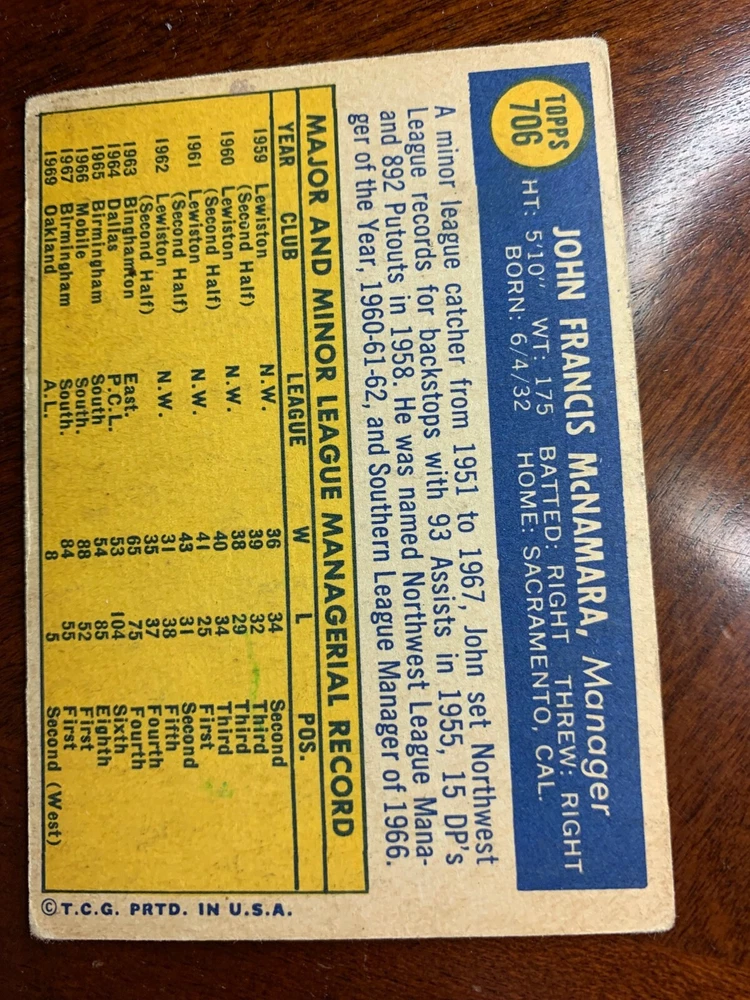 TOPPS
706
JOHN FRANCIS McNAMARA, Manager
HT: 5'10" WT: 175 BATTED: RIGHT THREW: RIGHT
BORN: 6/4/32 HOME: SACRAMENTO, CAL.
A minor league catcher from 1951 to 1967, John set Northwest
League records for backstops with 93 Assists in 1955, 15 DP's
and 892 Putouts in 1958. He was named Northwest League Mana-
ger of the Year, 1960-61-62, and Southern League Manager of 1966.
MAJOR AND MINOR LEAGUE MANAGERIAL RECORD
YEAR CLUB LEAGUE W L POS.
1959 Lewiston N.W. 36 34 Second
(Second Half) 39 32 Third
1960 Lewiston N.W. 38 29 Third
(Second Half) 40 34 Third
1961 Lewiston N.W. 41 25 First
(Second Half) 43 31 Second
1962 Lewiston N.W. 31 38 Fifth
(Second Half) 35 37 Fourth
1963 Binghamton East. 65 75 Fourth
1964 Dallas P.C.L. 53 104 Sixth
1965 Birmingham South 54 85 Eighth
1966 Mobile South. 88 52 First
1967 Birmingham South. 84 55 First
1969 Oakland A.L. 8 5 Second (West)
©T.C.G. PRTD. IN U.S.A.